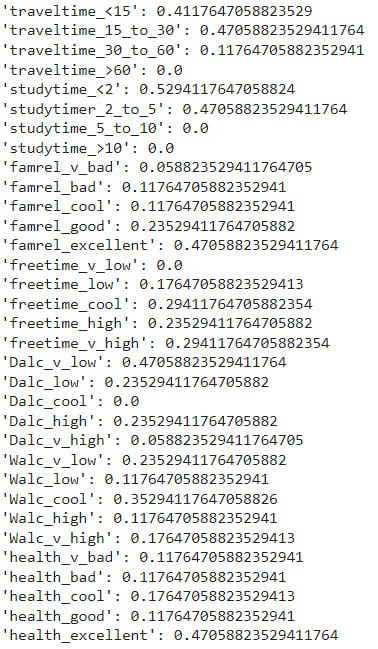 'traveltime_<15': 0.4117647058823529
'traveltime_15_to_30': 0.47058823529411764
'traveltime_30_to_60': 0.11764705882352941
'traveltime_>60': 0.0
'studytime_<2': 0.5294117647058824
'studytimer_2_to_5': 0.47058823529411764
'studytime_5_to_10': 0.0
'studytime_>10': 0.0
'famrel_v_bad': 0.058823529411764705
'famrel_bad': 0.11764705882352941
'famrel_cool': 0.11764705882352941
'famrel_good': 0.23529411764705882
'famrel_excellent': 0.47058823529411764
'freetime_v_low': 0.0
'freetime_low': 0.17647058823529413
'freetime_cool': 0.29411764705882354
'freetime_high': 0.23529411764705882
'freetime_v_high': 0.29411764705882354
'Dalc_v_low': 0.47058823529411764
'Dalc_low': 0.23529411764705882
'Dalc_cool': 0.0
'Dalc_high': 0.23529411764705882
'Dalc_v_high': 0.058823529411764705
'Walc_v_low': 0.23529411764705882
'Walc_low': 0.11764705882352941
'Walc_cool': 0.35294117647058826
'Walc_high': 0.11764705882352941
'Walc_v_high': 0.17647058823529413
'health_v_bad': 0.11764705882352941
'health_bad': 0.11764705882352941
'health_cool': 0.17647058823529413
'health_good': 0.11764705882352941
'health_excellent': 0.47058823529411764